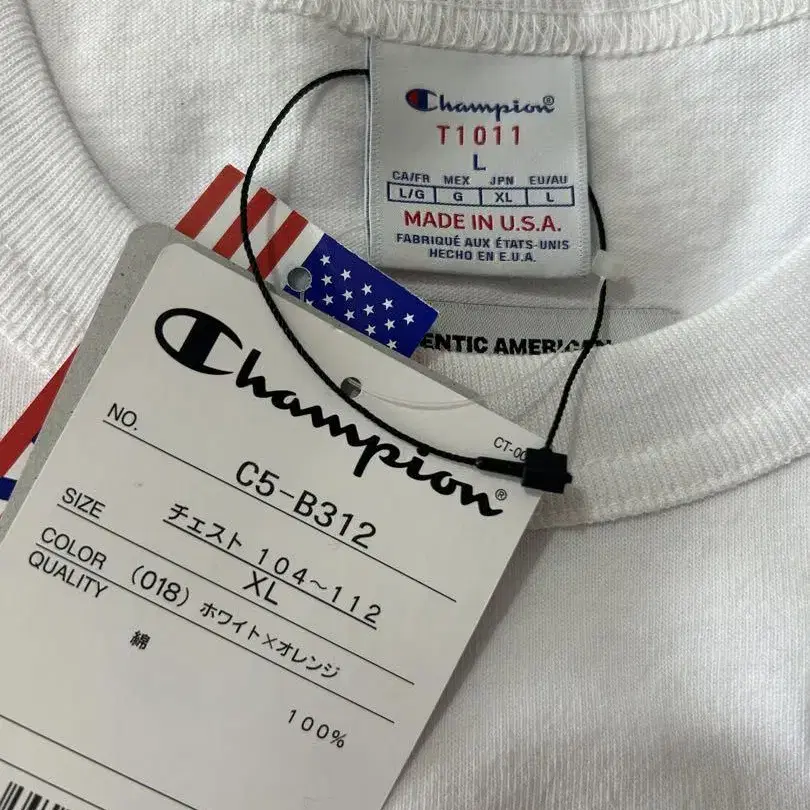 Champion®
T1011
L
CA/FR MEX JPN EU/AU
L/G G XL L
MADE IN U.S.A.
FABRIQUÉ AUX ÉTATS-UNIS
HECHO EN E.U.A.
AMERICAN
Champion®
NO.
C5-B312
SIZE チェスト 104～112
XL
COLOR (018) ホワイト×オレンジ
QUALITY
綿
100%